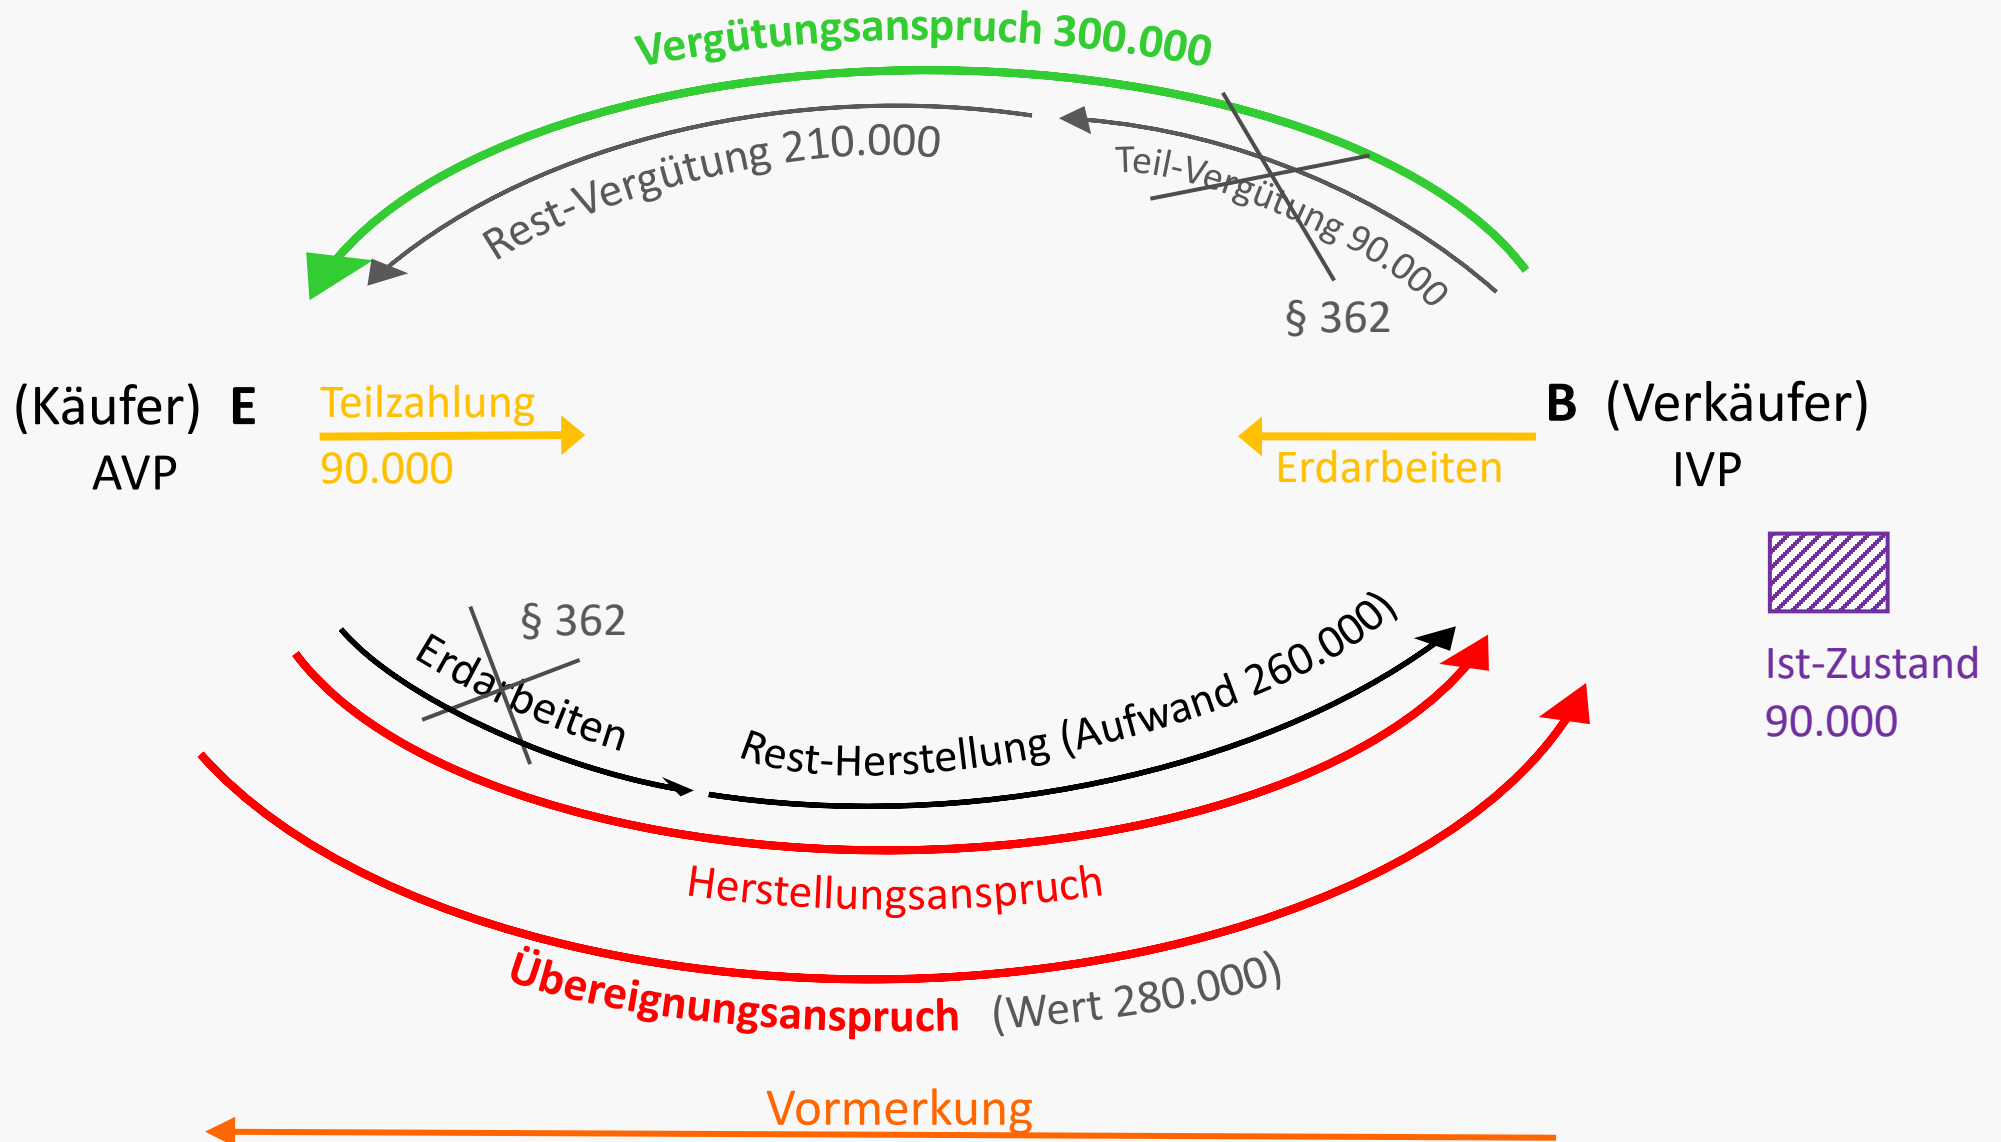 Vergütungsanspruch 300.000
Rest-Vergütung 210.000
Teil-Vergütung 90.000
§ 362
(Käufer) E
AVP
Teilzahlung
90.000
Erdarbeiten
B (Verkäufer)
IVP
Ist-Zustand
90.000
§ 362
Erdarbeiten
Rest-Herstellung (Aufwand 260.000)
Herstellungsanspruch
Übereignungsanspruch (Wert 280.000)
Vormerkung